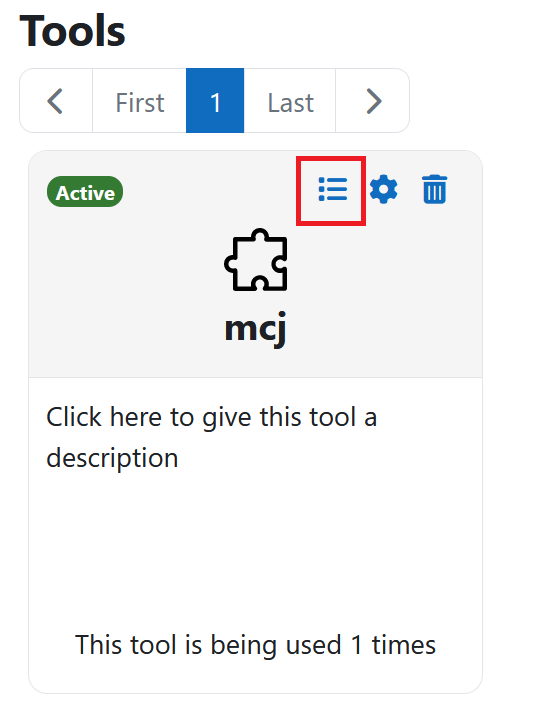 Tools
First 1 Last
Active
mcj
Click here to give this tool a
description
This tool is being used 1 times